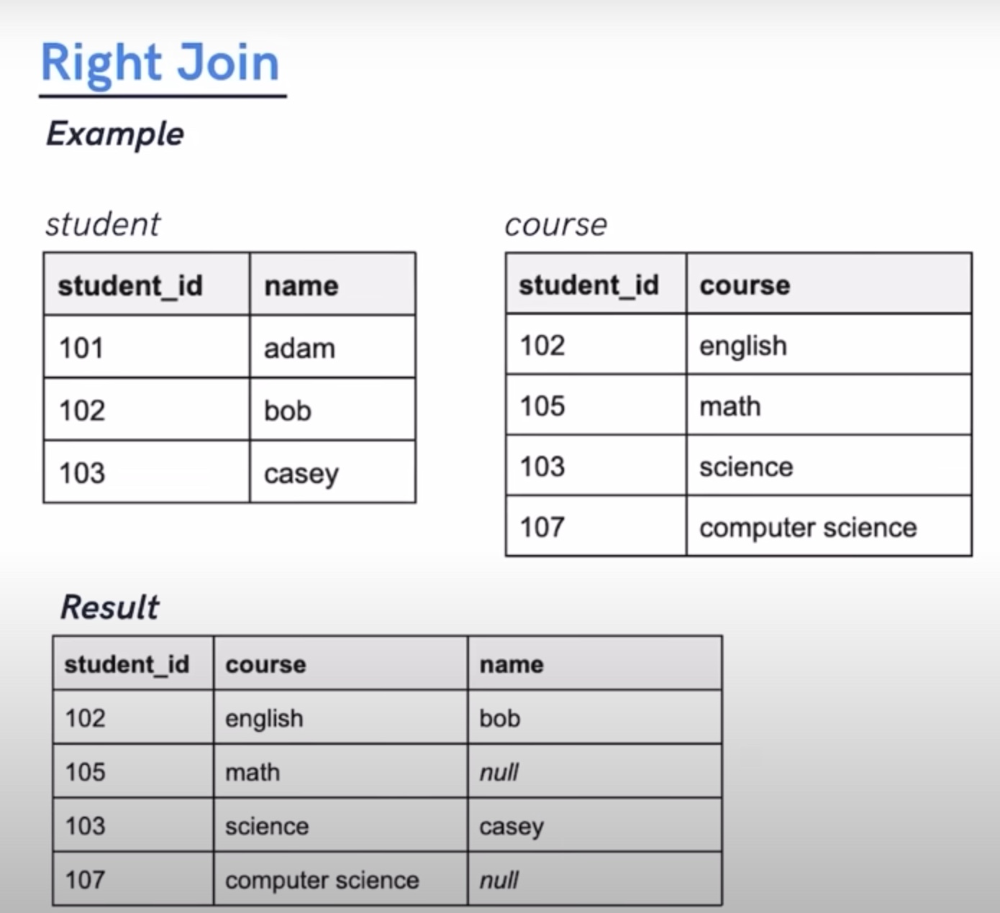 Right Join
Example
student
student_id name
101 adam
102 bob
103 casey
course
student_id course
102 english
105 math
103 science
107 computer science
Result
student_id course name
102 english bob
105 math null
103 science casey
107 computer science null